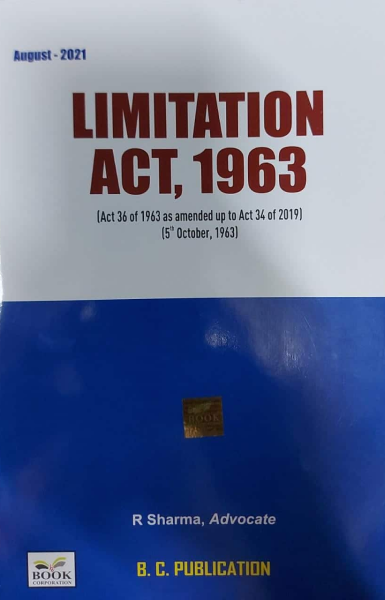 August - 2021
LIMITATION
ACT, 1963
(Act 36 of 1963 as amended up to Act 34 of 2019)
(5th October, 1963)
BOOK
R Sharma, Advocate
BOOK
CORPORATION
B. C. PUBLICATION